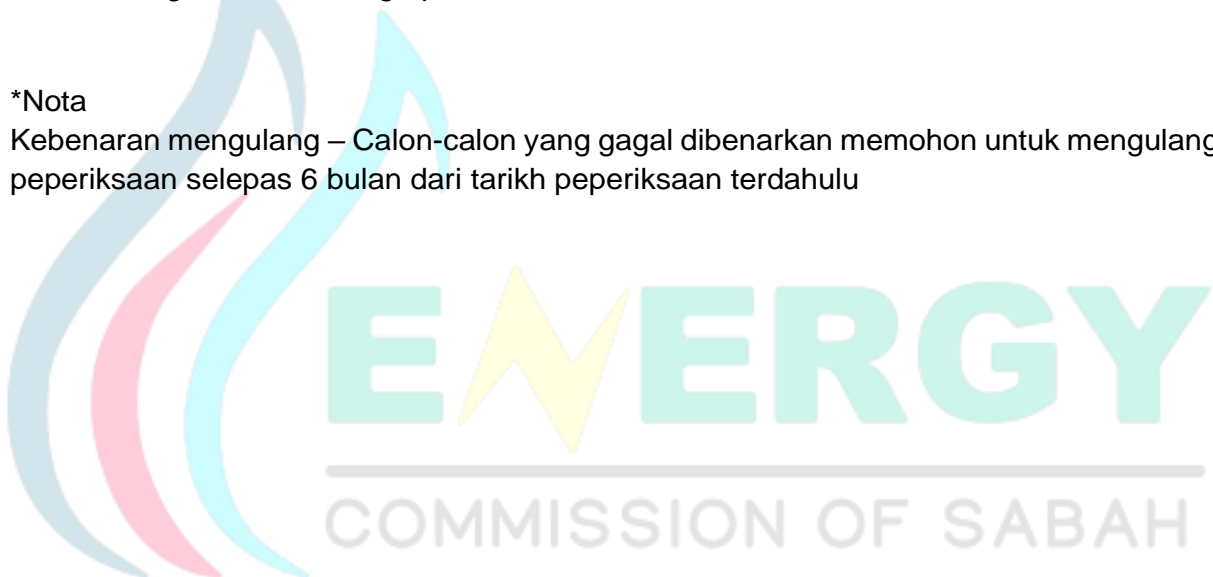 *Nota
Kebenaran mengulang – Calon-calon yang gagal dibenarkan memohon untuk mengulang
peperiksaan selepas 6 bulan dari tarikh peperiksaan terdahulu
ENERGY
COMMISSION OF SABAH